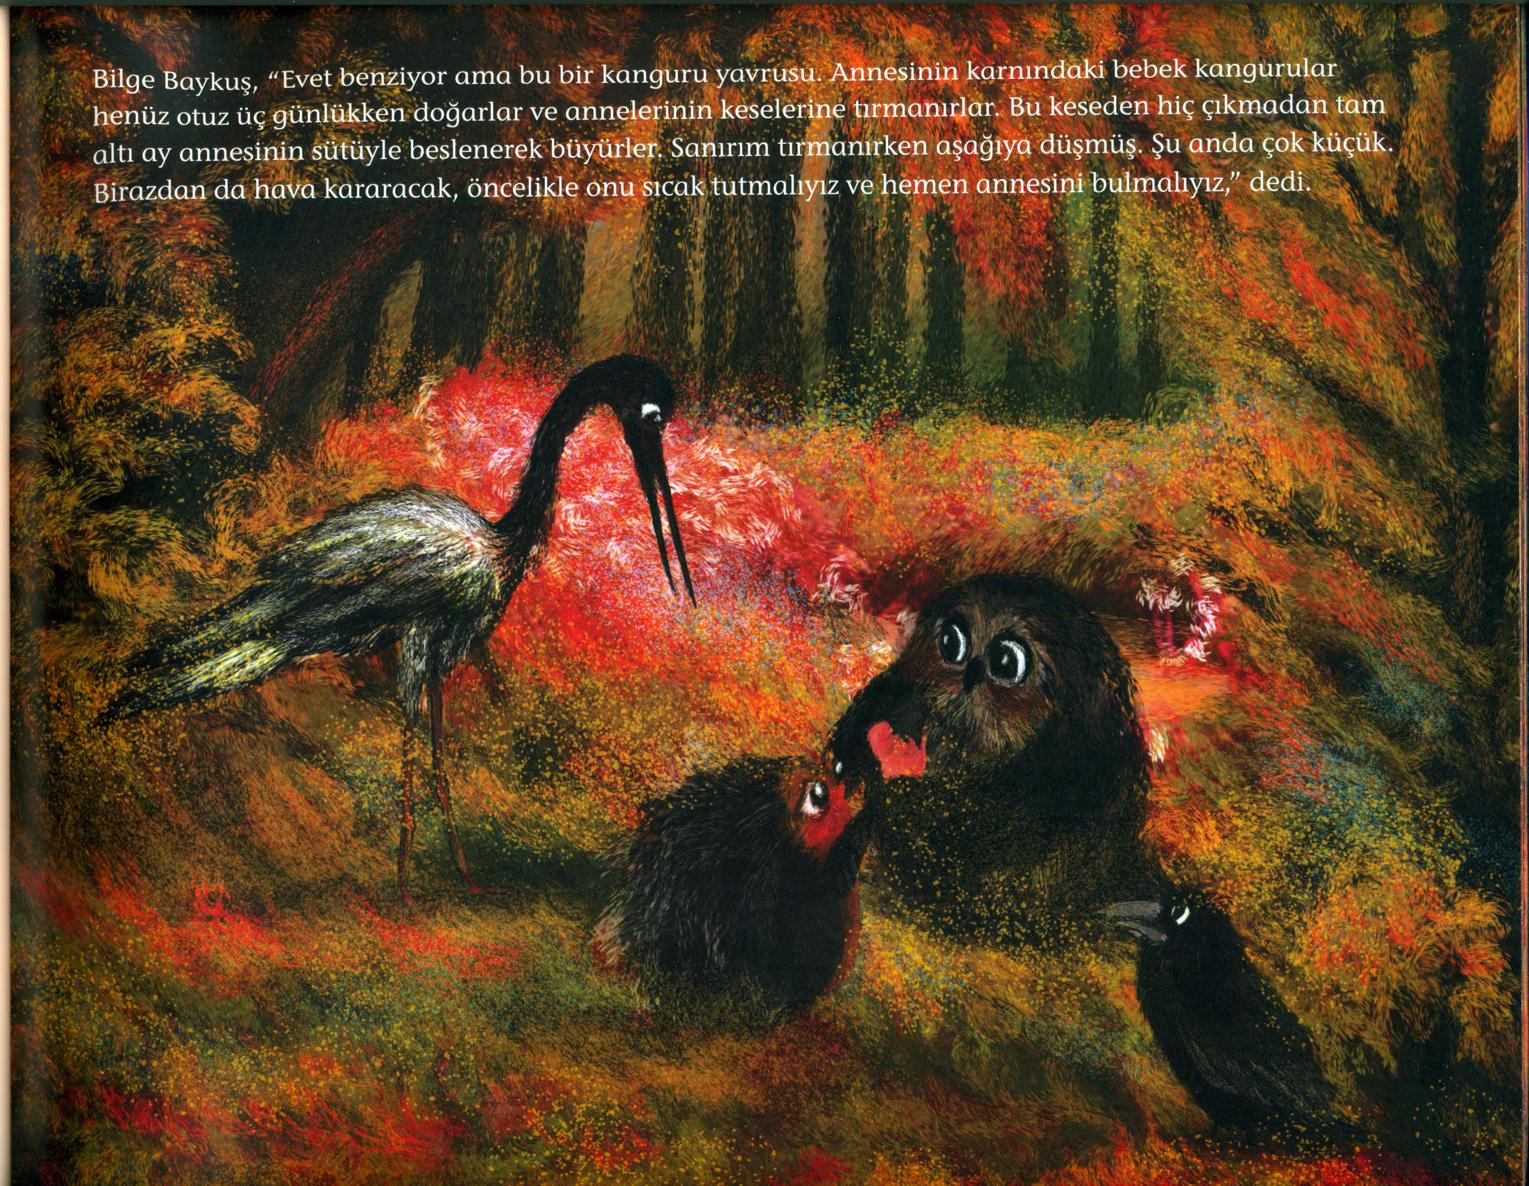 Bilge Baykuş, “Evet benziyor ama bu bir kanguru yavrusu. Annesinin karnındaki bebek kangurular
henüz otuz üç günlükken doğarlar ve annelerinin keselerine tırmanırlar. Bu keseden hiç çıkmadan tam
altı ay annesinin sütüyle beslenerek büyürler. Sanırım tırmanırken aşağıya düşmüş. Şu anda çok küçük.
Birazdan da hava kararacak, öncelikle onu sıcak tutmalıyız ve hemen annesini bulmalıyız,” dedi.